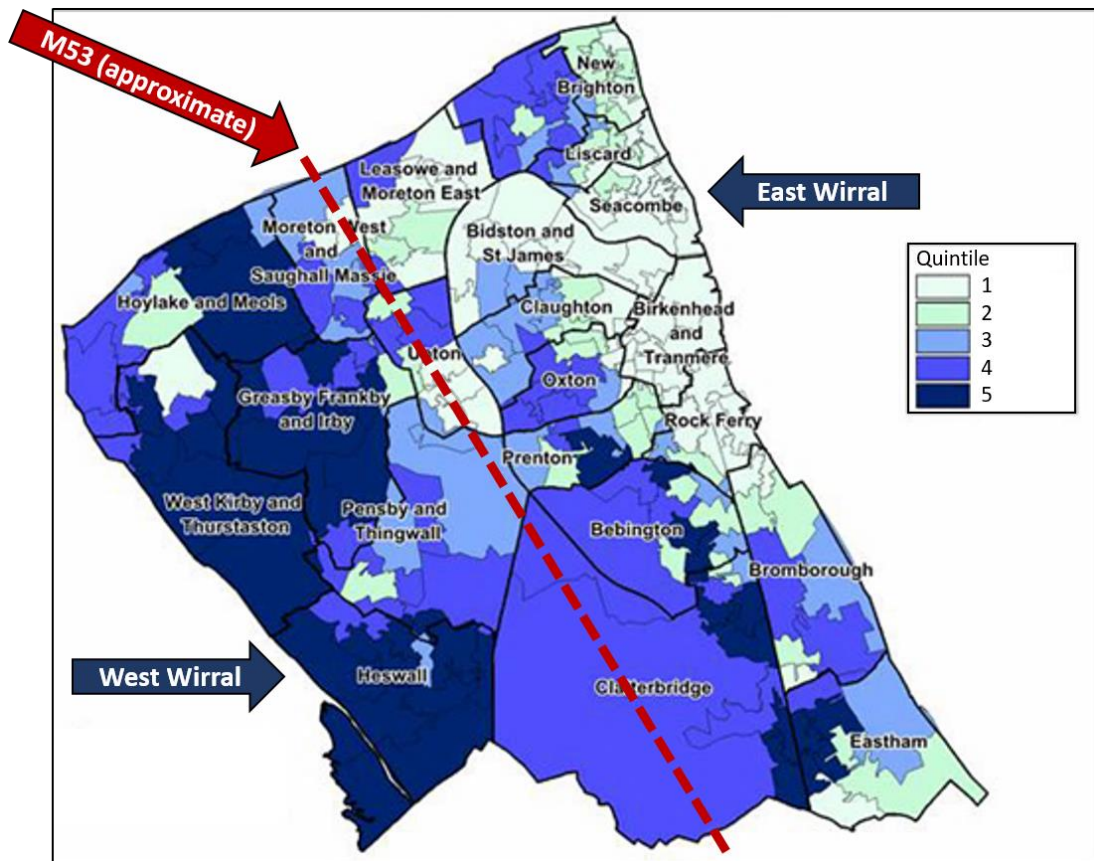 M53 (approximate)
New
Brighton
Liscard
Leasowe and
Moreton East
Seacombe
East Wirral
Moreton West
and
Saughall Massie
Bidston and
St James
Quintile
1
2
3
4
5
Hoylake and Meols
Claughton
Birkenhead
and
Tranmere
Upton
Oxton
Greasby Frankby
and Irby
Rock Ferry
Prenton
West Kirby and
Thurstaston
Pensby and
Thingwall
Bebington
Bromborough
West Wirral
Heswall
Clatterbridge
Eastham